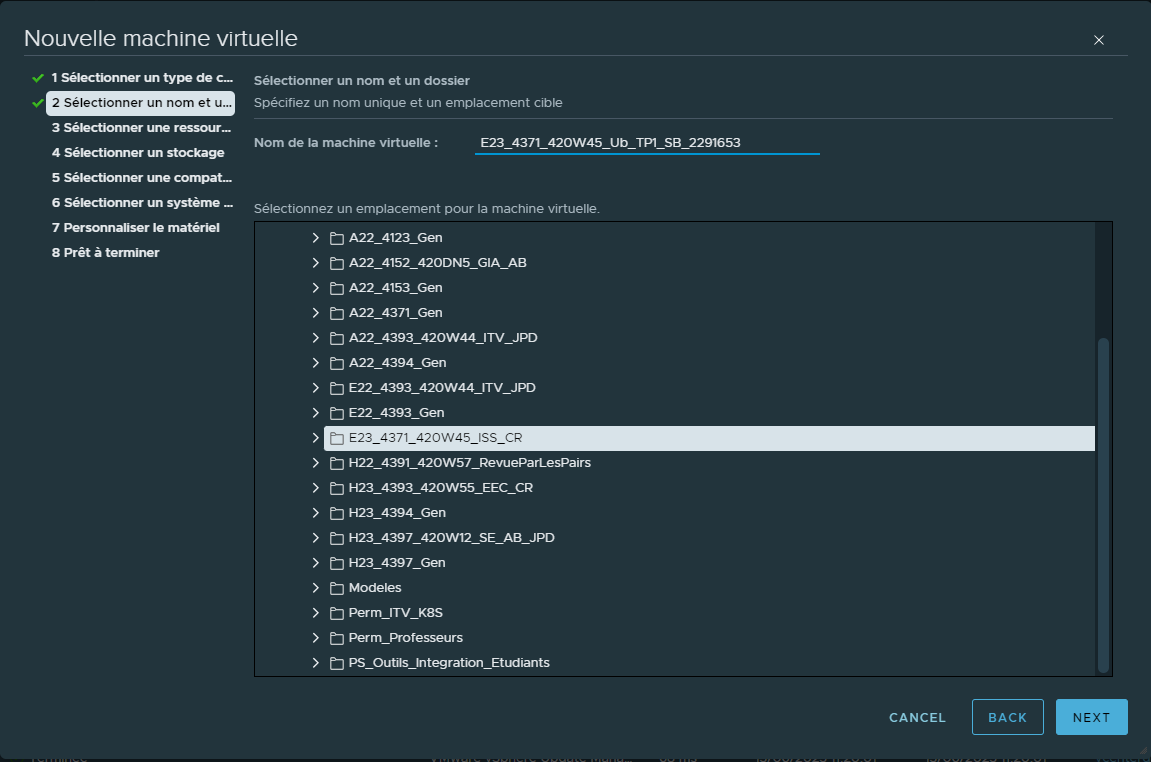 Nouvelle machine virtuelle
1 Sélectionner un type de c...
2 Sélectionner un nom et u...
3 Sélectionner une ressour...
4 Sélectionner un stockage
5 Sélectionner une compat...
6 Sélectionner un système ...
7 Personnaliser le matériel
8 Prêt à terminer
Sélectionner un nom et un dossier
Spécifiez un nom unique et un emplacement cible
Nom de la machine virtuelle : E23_4371_420W45_Ub_TP1_SB_2291653
Sélectionnez un emplacement pour la machine virtuelle.
A22_4123_Gen
A22_4152_420DN5_GIA_AB
A22_4153_Gen
A22_4371_Gen
A22_4393_420W44_ITV_JPD
A22_4394_Gen
E22_4393_420W44_ITV_JPD
E22_4393_Gen
E23_4371_420W45_ISS_CR
H22_4391_420W57_RevueParLesPairs
H23_4393_420W55_EEC_CR
H23_4394_Gen
H23_4397_420W12_SE_AB_JPD
H23_4397_Gen
Modeles
Perm_ITV_K8S
Perm_Professeurs
PS_Outils_Integration_Etudiants
CANCEL BACK NEXT